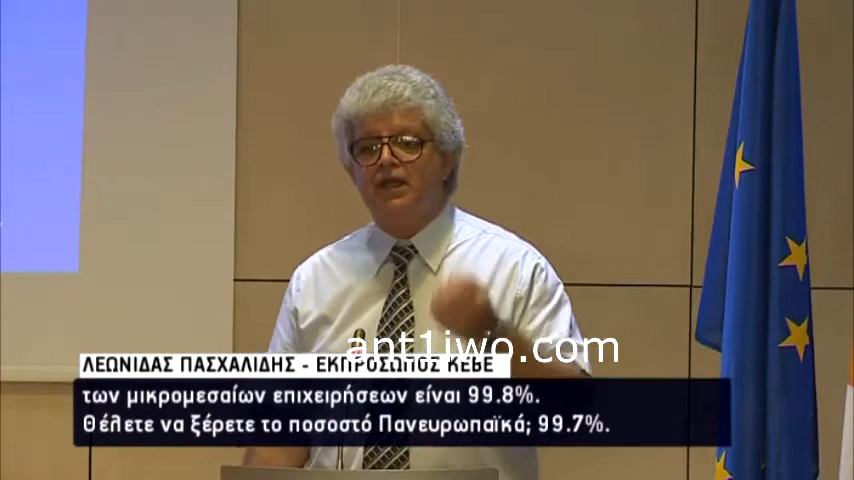 ant1iwo.com
ΛΕΩΝΙΔΑΣ ΠΑΣΧΑΛΙΔΗΣ - ΕΚΠΡΟΣΩΠΟΣ ΚΕΒΕ
των μικρομεσαίων επιχειρήσεων είναι 99.8%.
Θέλετε να ξέρετε το ποσοστό Πανευρωπαϊκά; 99.7%.